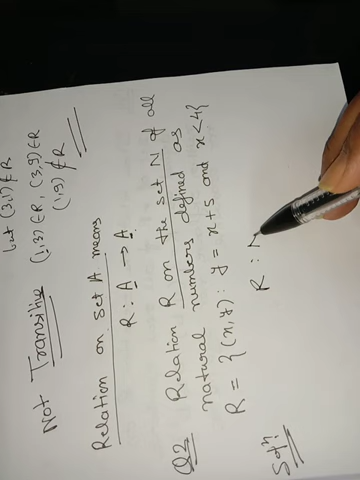 but (3,1) ∉ R
Not Transitive (1,3) ∈ R, (3,9) ∈ R
(1,9) ∉ R
Relation on set A means
R : A → A
Q2 Relation R on the set N of all
natural numbers defined as
R = {(x,y) : y = x+5 and x<4}
Solⁿ
R : N